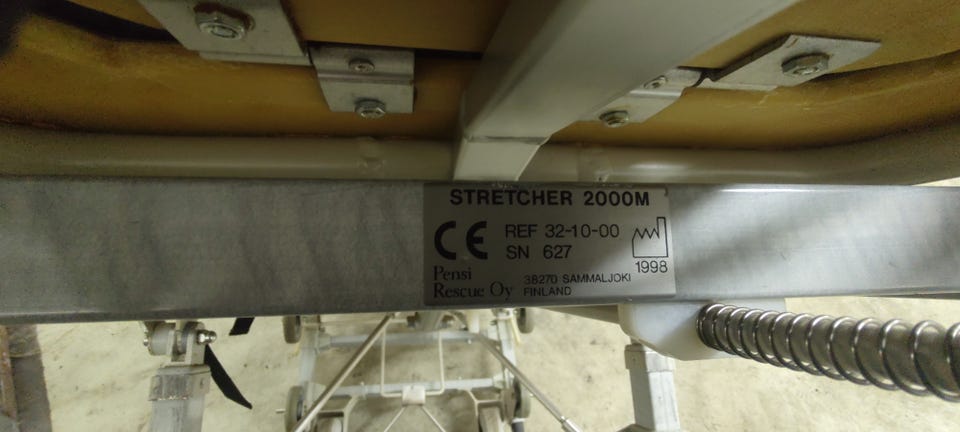 STRETCHER 2000M
CE REF 32-10-00
SN 627
1998
Pensi
Rescue Oy
38270 SAMMALJOKI
FINLAND